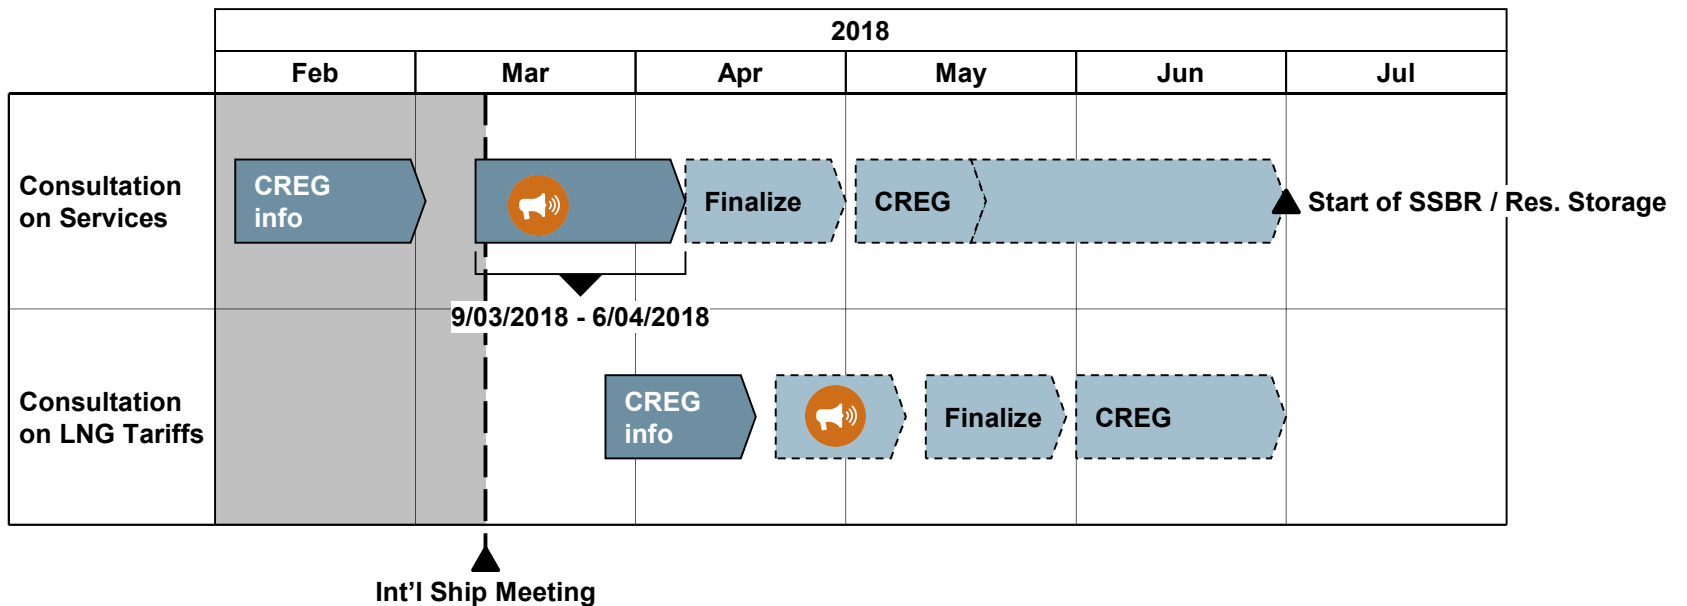 2018
Feb Mar Apr May Jun Jul
Consultation
on Services
CREG
info
Finalize
CREG
Start of SSBR / Res. Storage
9/03/2018 - 6/04/2018
Consultation
on LNG Tariffs
CREG
info
Finalize
CREG
Int’l Ship Meeting